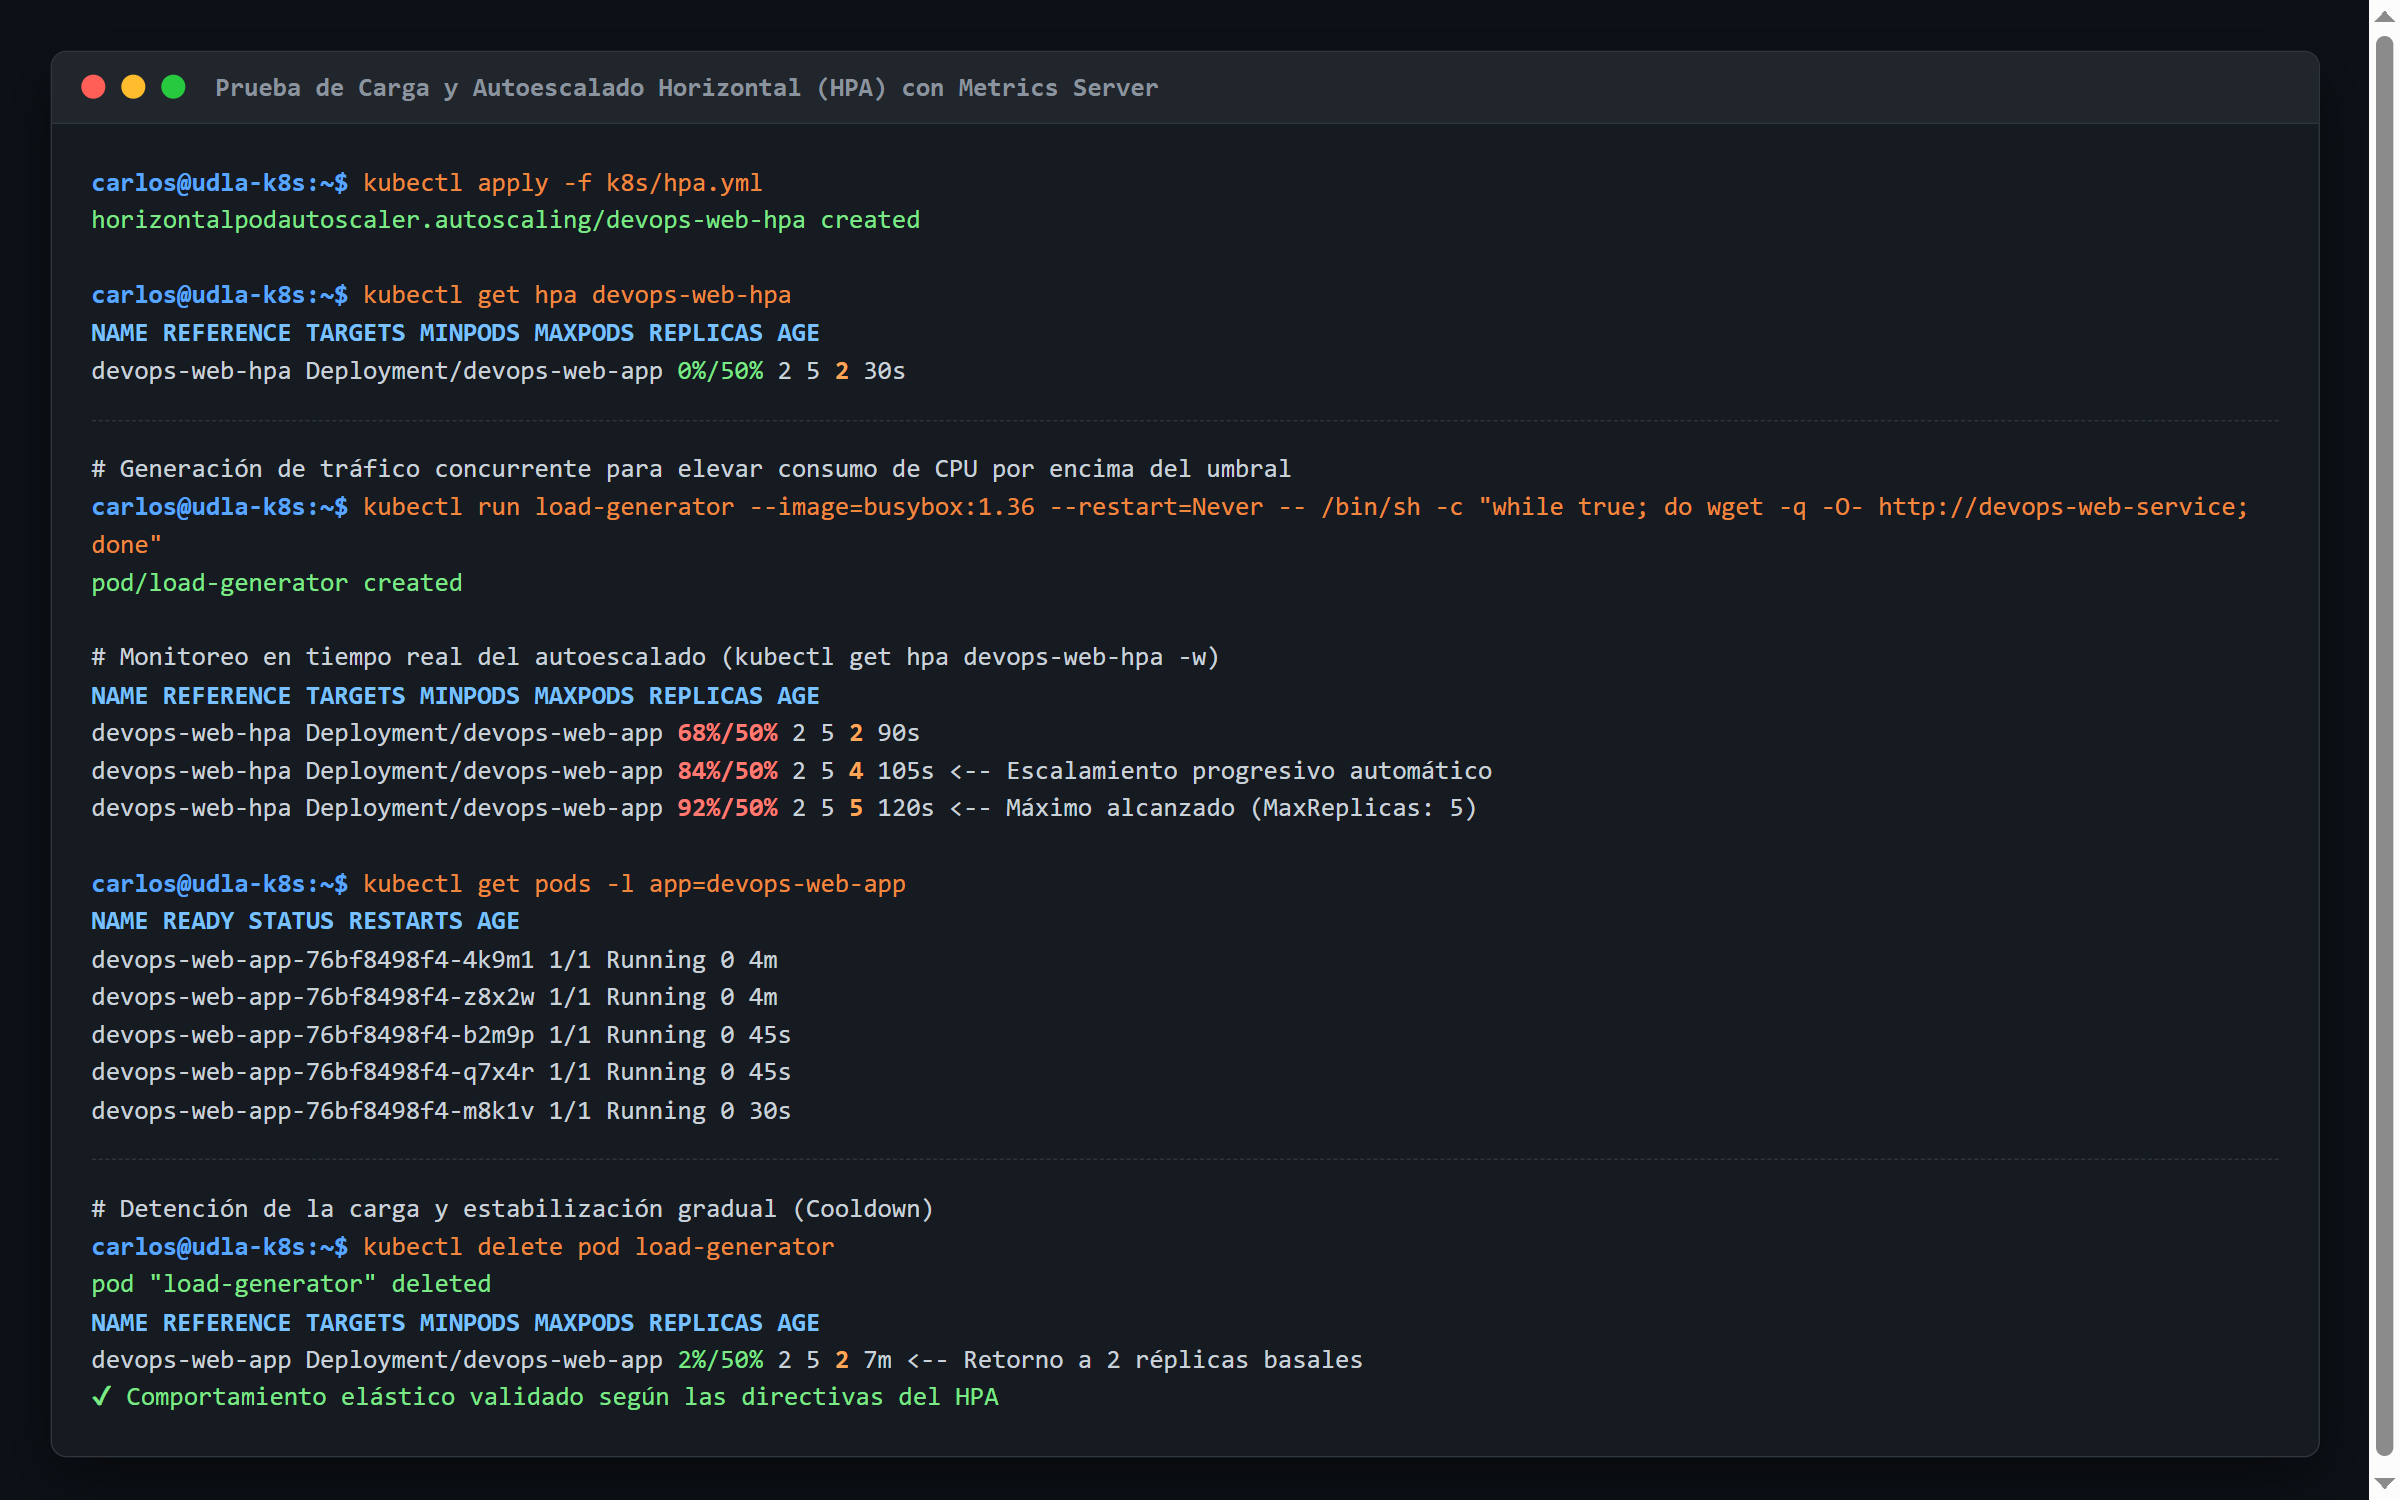 Prueba de Carga y Autoescalado Horizontal (HPA) con Metrics Server
carlos@udla-k8s:~$ kubectl apply -f k8s/hpa.yml
horizontalpodautoscaler.autoscaling/devops-web-hpa created
carlos@udla-k8s:~$ kubectl get hpa devops-web-hpa
NAME REFERENCE TARGETS MINPODS MAXPODS REPLICAS AGE
devops-web-hpa Deployment/devops-web-app 0%/50% 2 5 2 30s
# Generación de tráfico concurrente para elevar consumo de CPU por encima del umbral
carlos@udla-k8s:~$ kubectl run load-generator --image=busybox:1.36 --restart=Never -- /bin/sh -c "while true; do wget -q -O- http://devops-web-service;
done"
pod/load-generator created
# Monitoreo en tiempo real del autoescalado (kubectl get hpa devops-web-hpa -w)
NAME REFERENCE TARGETS MINPODS MAXPODS REPLICAS AGE
devops-web-hpa Deployment/devops-web-app 68%/50% 2 5 2 90s
devops-web-hpa Deployment/devops-web-app 84%/50% 2 5 4 105s <-- Escalamiento progresivo automático
devops-web-hpa Deployment/devops-web-app 92%/50% 2 5 5 120s <-- Máximo alcanzado (MaxReplicas: 5)
carlos@udla-k8s:~$ kubectl get pods -l app=devops-web-app
NAME READY STATUS RESTARTS AGE
devops-web-app-76bf8498f4-4k9m1 1/1 Running 0 4m
devops-web-app-76bf8498f4-z8x2w 1/1 Running 0 4m
devops-web-app-76bf8498f4-b2m9p 1/1 Running 0 45s
devops-web-app-76bf8498f4-q7x4r 1/1 Running 0 45s
devops-web-app-76bf8498f4-m8k1v 1/1 Running 0 30s
# Detención de la carga y estabilización gradual (Cooldown)
carlos@udla-k8s:~$ kubectl delete pod load-generator
pod "load-generator" deleted
NAME REFERENCE TARGETS MINPODS MAXPODS REPLICAS AGE
devops-web-app Deployment/devops-web-app 2%/50% 2 5 2 7m <-- Retorno a 2 réplicas basales
✓ Comportamiento elástico validado según las directivas del HPA